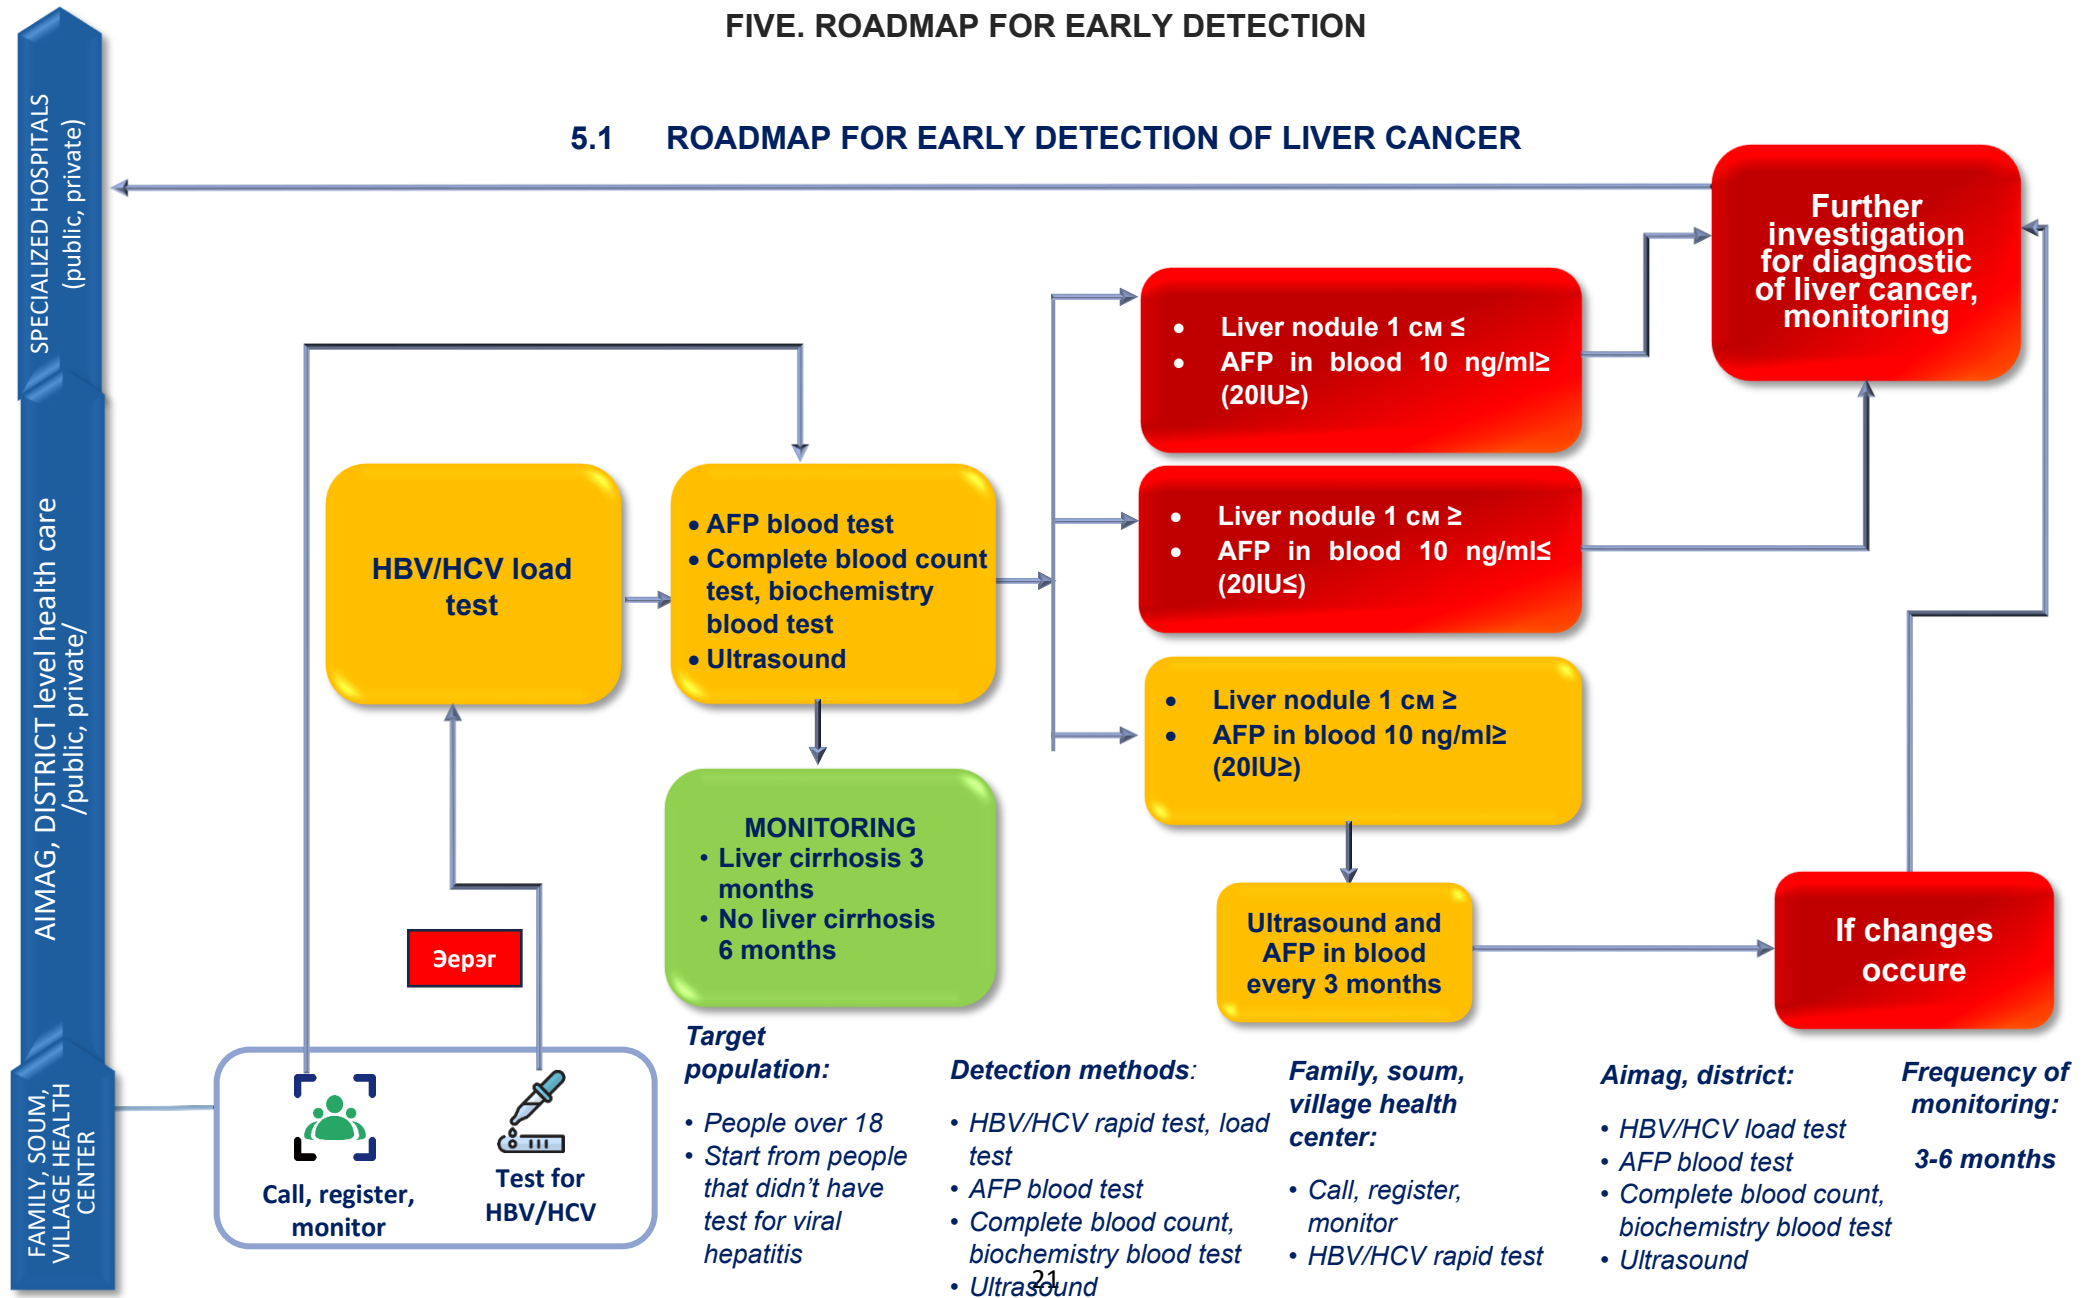 FIVE. ROADMAP FOR EARLY DETECTION
5.1 ROADMAP FOR EARLY DETECTION OF LIVER CANCER
SPECIALIZED HOSPITALS
(public, private)
AIMAG, DISTRICT level health care
/public, private/
FAMILY, SOUM,
VILLAGE HEALTH
CENTER
Further
investigation
for diagnostic
of liver cancer,
monitoring
• Liver nodule 1 см ≤
• AFP in blood 10 ng/ml≥
(20IU≥)
HBV/HCV load
test
• AFP blood test
• Complete blood count
test, biochemistry
blood test
• Ultrasound
• Liver nodule 1 см ≥
• AFP in blood 10 ng/ml≤
(20IU≤)
• Liver nodule 1 см ≥
• AFP in blood 10 ng/ml≥
(20IU≥)
MONITORING
• Liver cirrhosis 3
months
• No liver cirrhosis
6 months
Ultrasound and
AFP in blood
every 3 months
If changes
occure
Эерэг
Call, register,
monitor
Test for
HBV/HCV
Target
population:
• People over 18
• Start from people
that didn’t have
test for viral
hepatitis
Detection methods:
• HBV/HCV rapid test, load
test
• AFP blood test
• Complete blood count,
biochemistry blood test
• Ultrasound
Family, soum,
village health
center:
• Call, register,
monitor
• HBV/HCV rapid test
Aimag, district:
• HBV/HCV load test
• AFP blood test
• Complete blood count,
biochemistry blood test
• Ultrasound
Frequency of
monitoring:
3-6 months
21